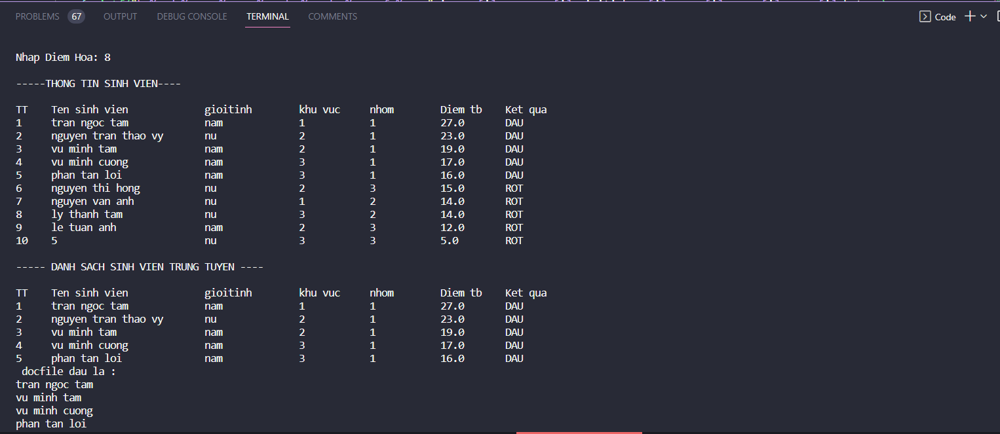 PROBLEMS 67 OUTPUT DEBUG CONSOLE TERMINAL COMMENTS Code
Nhap Diem Hoa: 8
-----THONG TIN SINH VIEN----
TT Ten sinh vien gioitinh khu vuc nhom Diem tb Ket qua
1 tran ngoc tam nam 1 1 27.0 DAU
2 nguyen tran thao vy nu 2 1 23.0 DAU
3 vu minh tam nam 2 1 19.0 DAU
4 vu minh cuong nam 3 1 17.0 DAU
5 phan tan loi nam 3 1 16.0 DAU
6 nguyen thi hong nu 2 3 15.0 ROT
7 nguyen van anh nu 1 2 14.0 ROT
8 ly thanh tam nu 3 2 14.0 ROT
9 le tuan anh nam 2 3 12.0 ROT
10 5 nu 3 3 5.0 ROT
----- DANH SACH SINH VIEN TRUNG TUYEN ----
TT Ten sinh vien gioitinh khu vuc nhom Diem tb Ket qua
1 tran ngoc tam nam 1 1 27.0 DAU
2 nguyen tran thao vy nu 2 1 23.0 DAU
3 vu minh tam nam 2 1 19.0 DAU
4 vu minh cuong nam 3 1 17.0 DAU
5 phan tan loi nam 3 1 16.0 DAU
docfile dau la :
tran ngoc tam
vu minh tam
vu minh cuong
phan tan loi